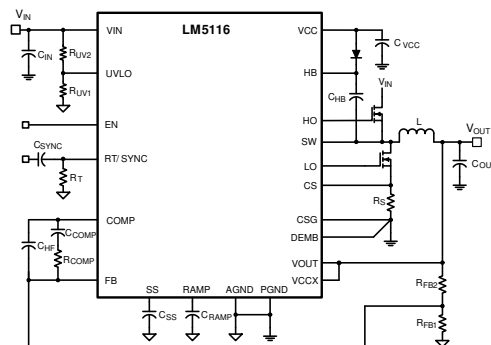 VIN
CIN
RUV2
RUV1
CSYNC
RT
CHF
CCOMP
RCOMP
LM5116
VIN
UVLO
EN
RT/SYNC
COMP
FB
SS
RAMP
AGND
PGND
VCC
HB
HO
SW
LO
CS
CSG
DEMB
VOUT
VCCX
CSS
CRAMP
CVCC
CHB
VIN
L
VOUT
COU
RS
RFB2
RFB1